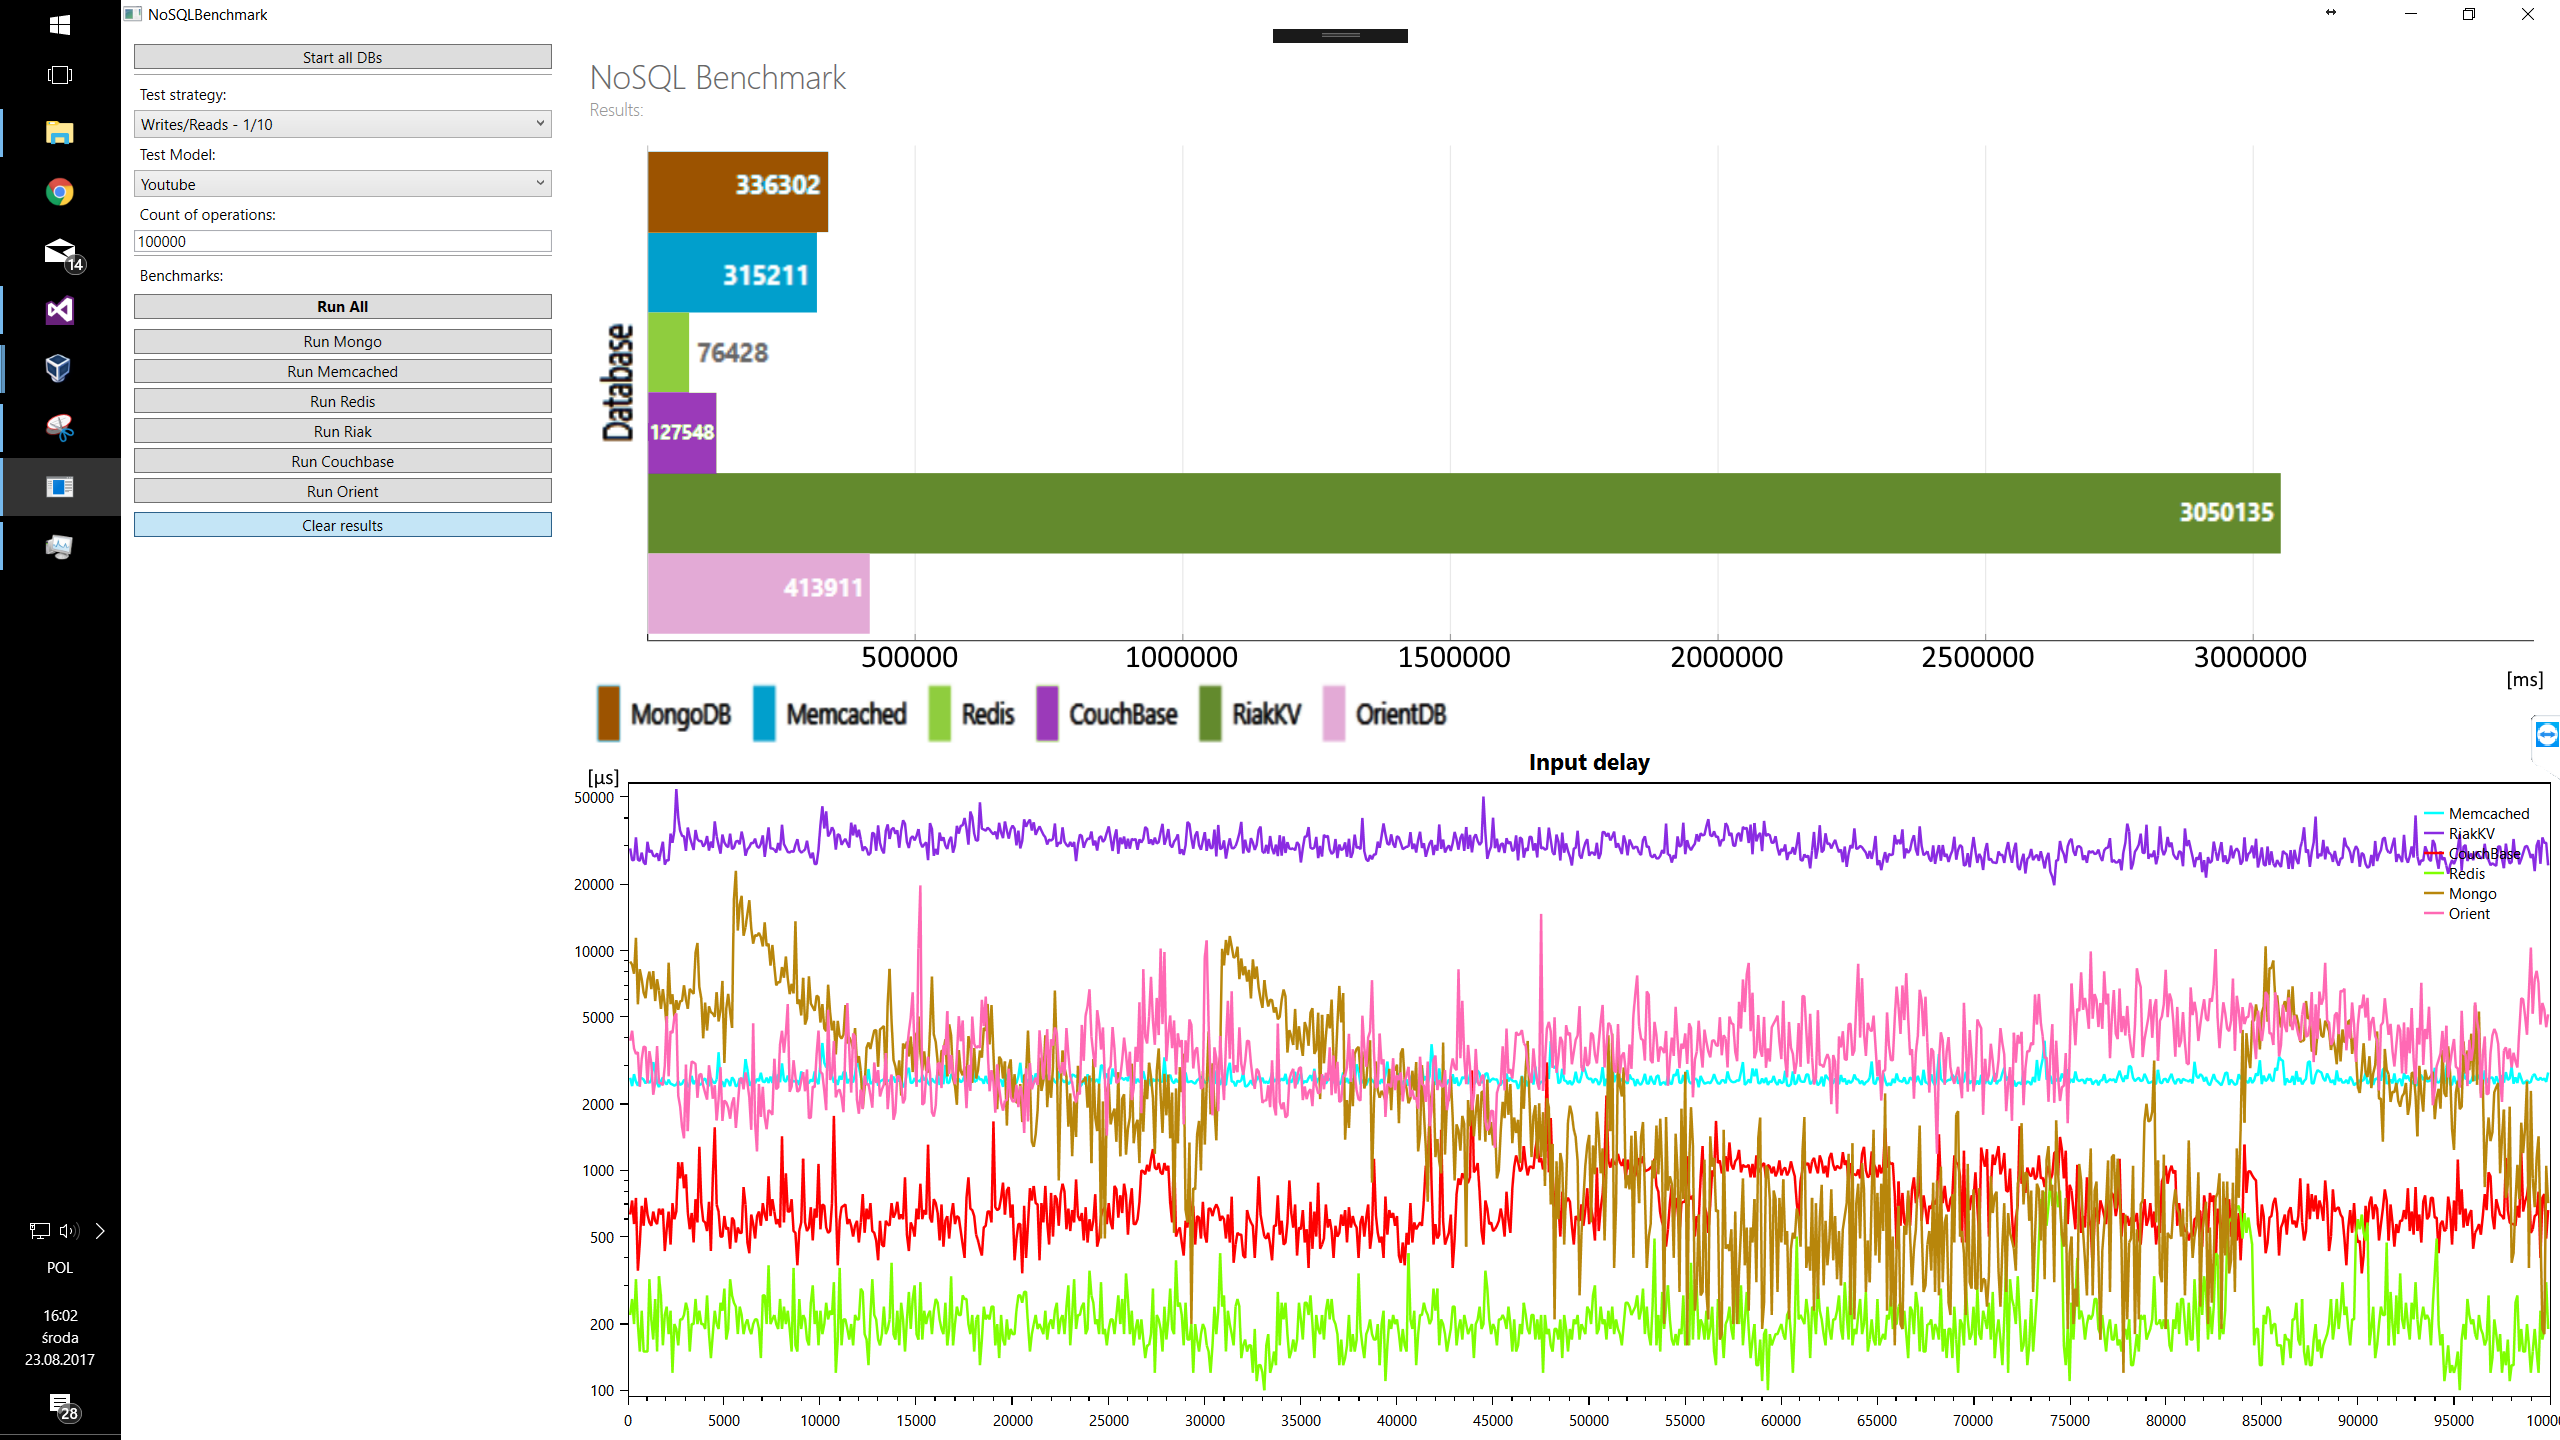 NoSQLBenchmark
Start all DBs
Test strategy:
Writes/Reads - 1/10
Test Model:
Youtube
Count of operations:
100000
Benchmarks:
Run All
Run Mongo
Run Memcached
Run Redis
Run Riak
Run Couchbase
Run Orient
Clear results
14
POL
16:02
środa
23.08.2017
28
NoSQL Benchmark
Results:
Database
336302
315211
76428
127548
3050135
413911
500000 1000000 1500000 2000000 2500000 3000000
[ms]
MongoDB Memcached Redis CouchBase RiakKV OrientDB
Input delay
[µs]
50000
20000
10000
5000
2000
1000
500
200
100
Memcached
RiakKV
CouchBase
Redis
Mongo
Orient
0 5000 10000 15000 20000 25000 30000 35000 40000 45000 50000 55000 60000 65000 70000 75000 80000 85000 90000 95000 1000